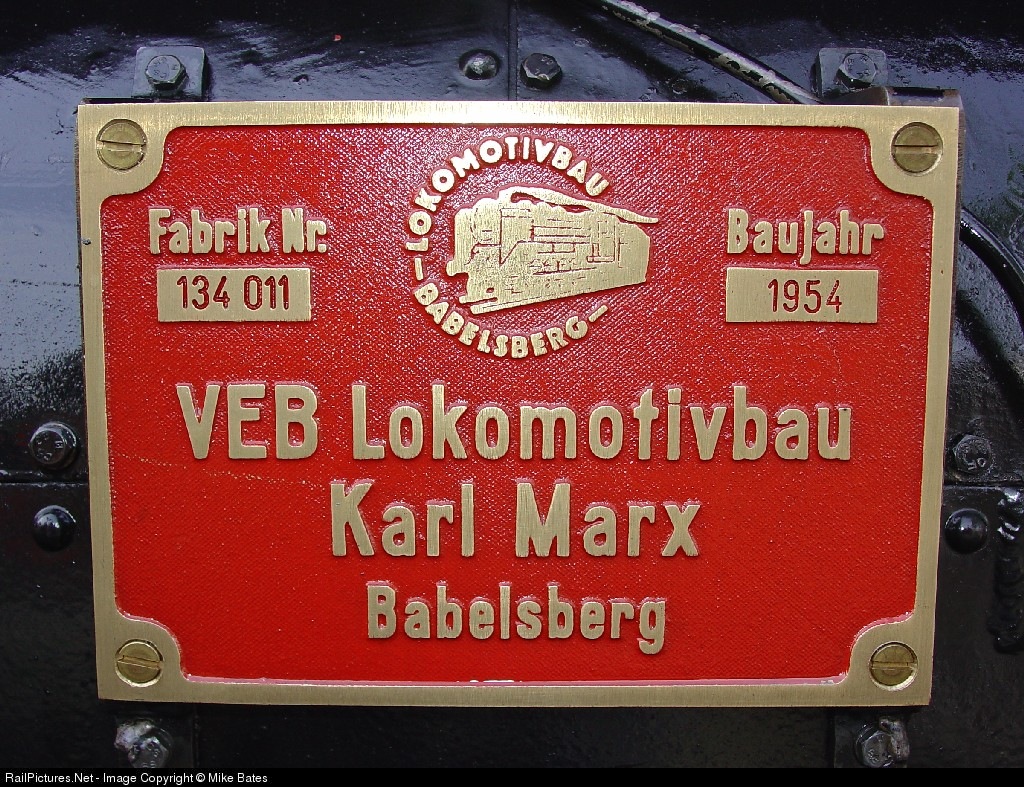 LOKOMOTIVBAU
BABELSBERG
Fabrik Nr.
134 011
Baujahr
1954
VEB Lokomotivbau
Karl Marx
Babelsberg
RailPictures.Net - Image Copyright © Mike Bates